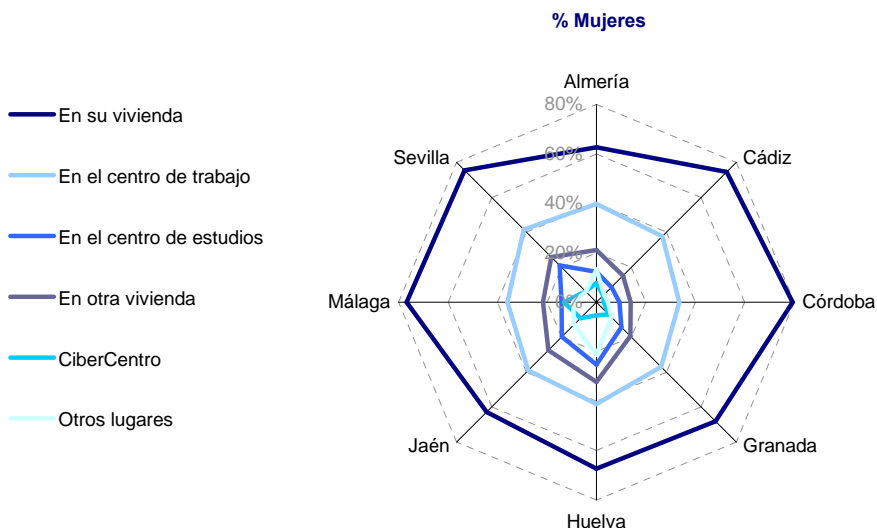 % Mujeres
En su vivienda
En el centro de trabajo
En el centro de estudios
En otra vivienda
CiberCentro
Otros lugares
Almería
Cádiz
Córdoba
Granada
Huelva
Jaén
Málaga
Sevilla
80%
60%
40%
20%
0%